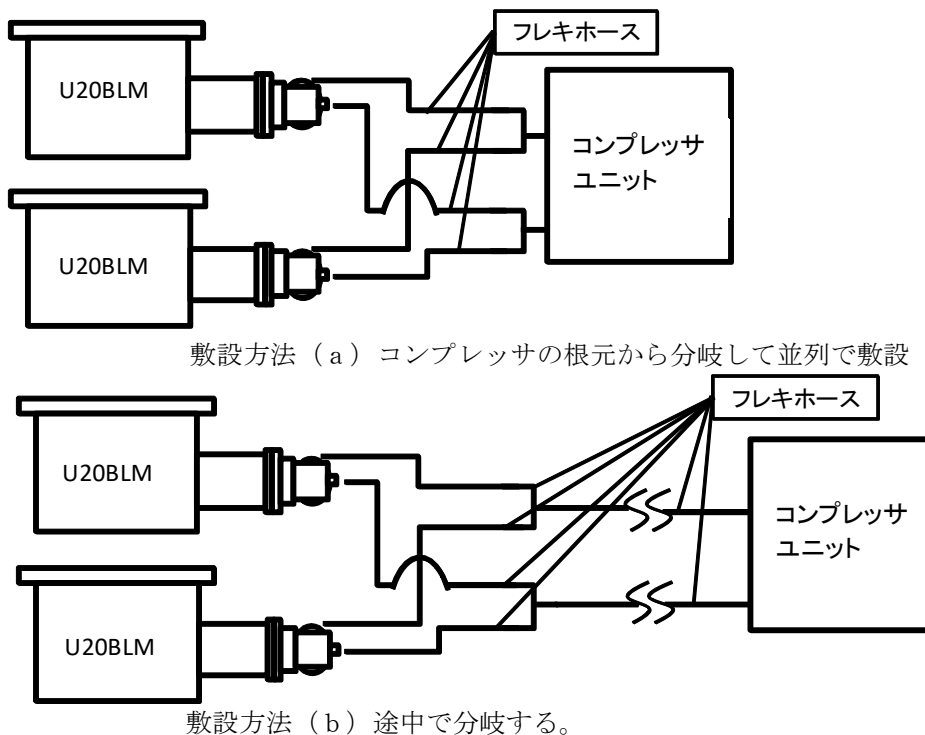 フレキホース
U20BLM
コンプレッサ
ユニット
U20BLM
敷設方法（ａ）コンプレッサの根元から分岐して並列で敷設
フレキホース
U20BLM
コンプレッサ
ユニット
U20BLM
敷設方法（ｂ）途中で分岐する。